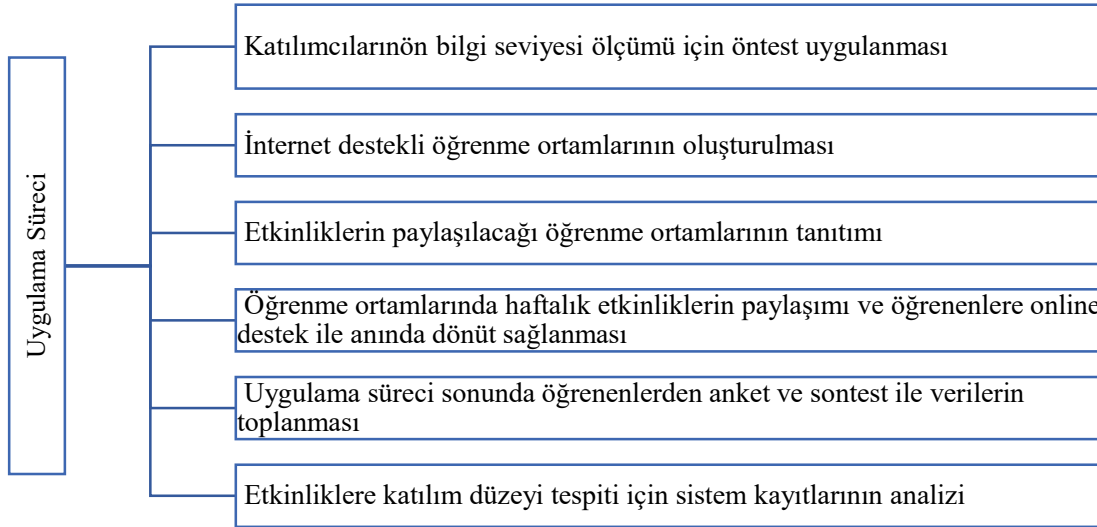 Uygulama Süreci
Katılımcılarınön bilgi seviyesi ölçümü için öntest uygulanması
İnternet destekli öğrenme ortamlarının oluşturulması
Etkinliklerin paylaşılacağı öğrenme ortamlarının tanıtımı
Öğrenme ortamlarında haftalık etkinliklerin paylaşımı ve öğrenenlere online
destek ile anında dönüt sağlanması
Uygulama süreci sonunda öğrenenlerden anket ve sontest ile verilerin
toplanması
Etkinliklere katılım düzeyi tespiti için sistem kayıtlarının analizi